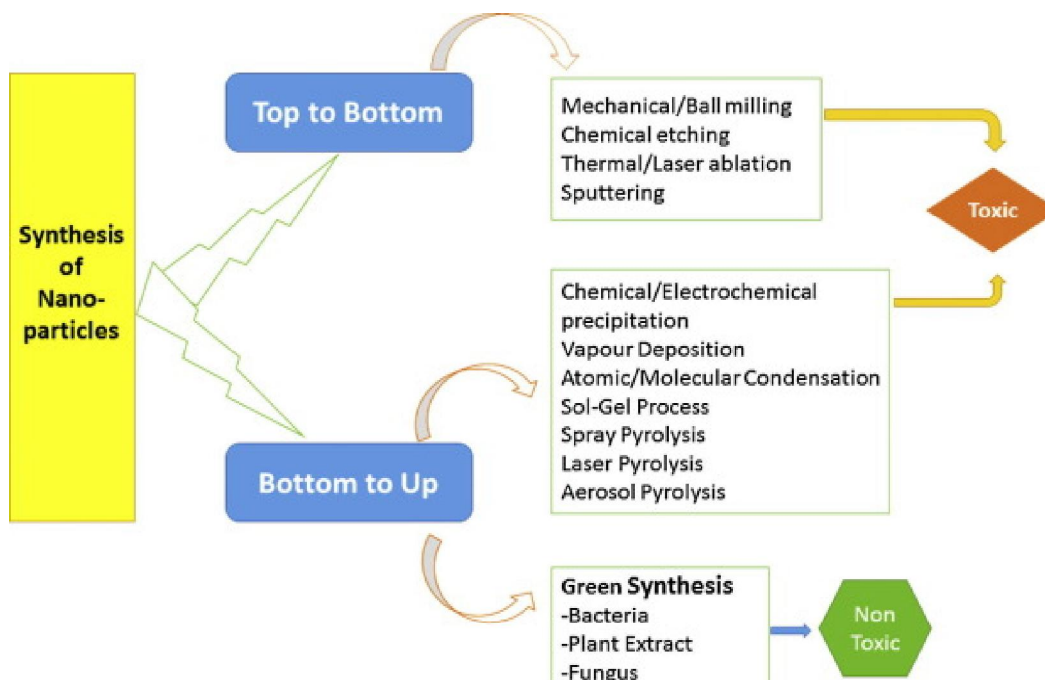 Synthesis
of
Nano-
particles
Top to Bottom
Mechanical/Ball milling
Chemical etching
Thermal/Laser ablation
Sputtering
Toxic
Chemical/Electrochemical
precipitation
Vapour Deposition
Atomic/Molecular Condensation
Sol-Gel Process
Spray Pyrolysis
Laser Pyrolysis
Aerosol Pyrolysis
Bottom to Up
Green Synthesis
-Bacteria
-Plant Extract
-Fungus
Non
Toxic